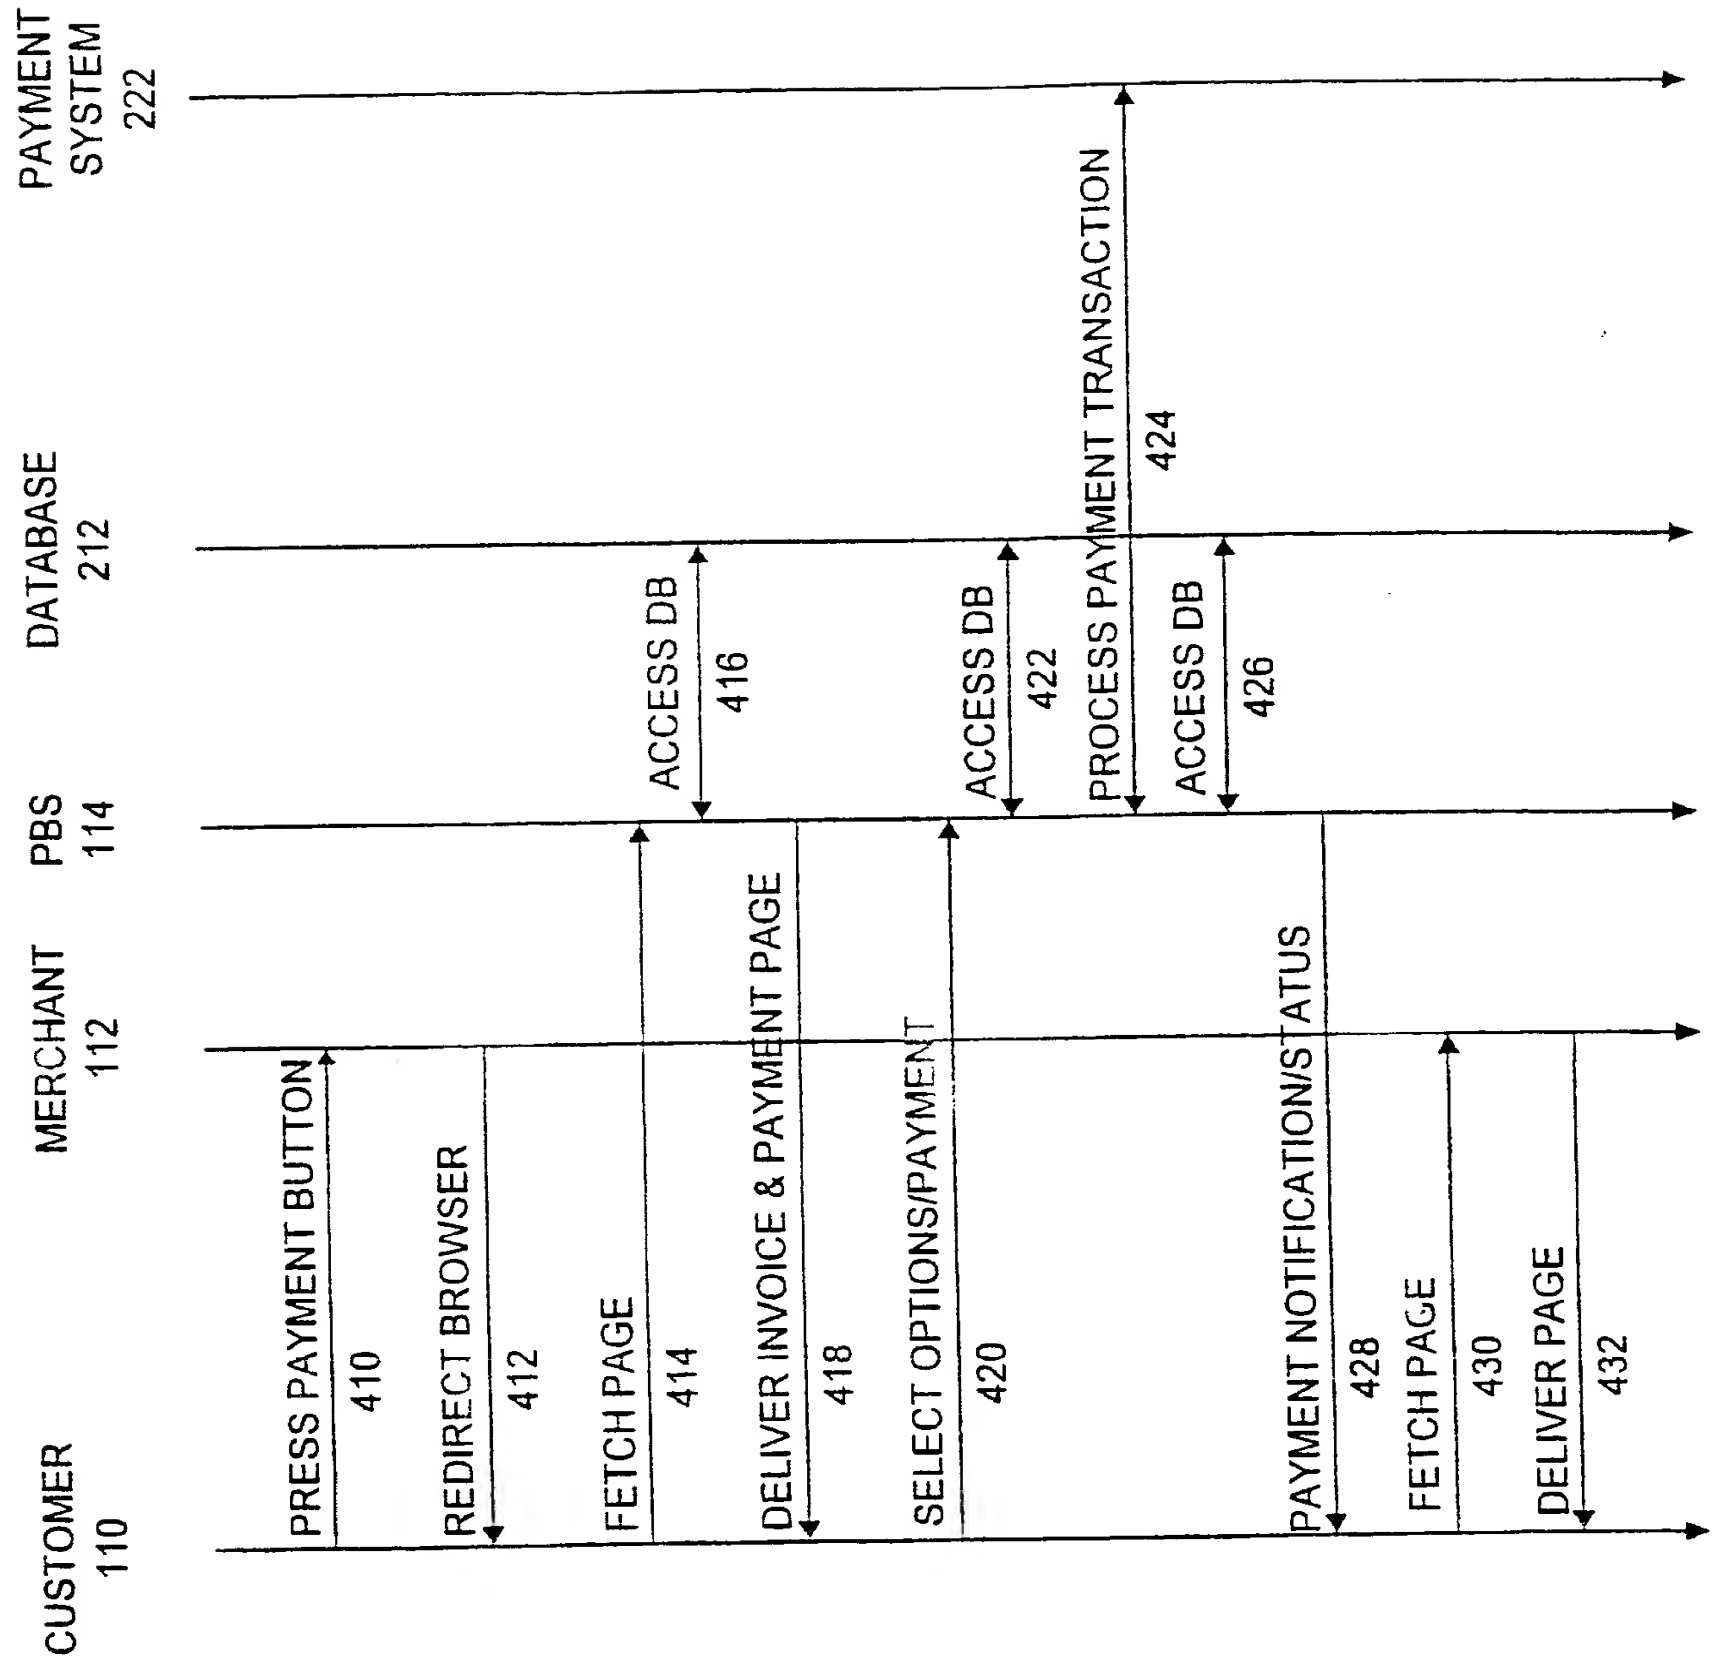 CUSTOMER
110
MERCHANT
112
PBS
114
DATABASE
212
PAYMENT
SYSTEM
222
PRESS PAYMENT BUTTON
410
REDIRECT BROWSER
412
FETCH PAGE
414
ACCESS DB
416
DELIVER INVOICE & PAYMENT PAGE
418
SELECT OPTIONS/PAYMENT
420
ACCESS DB
422
PROCESS PAYMENT TRANSACTION
424
ACCESS DB
426
PAYMENT NOTIFICATION/STATUS
428
FETCH PAGE
430
DELIVER PAGE
432